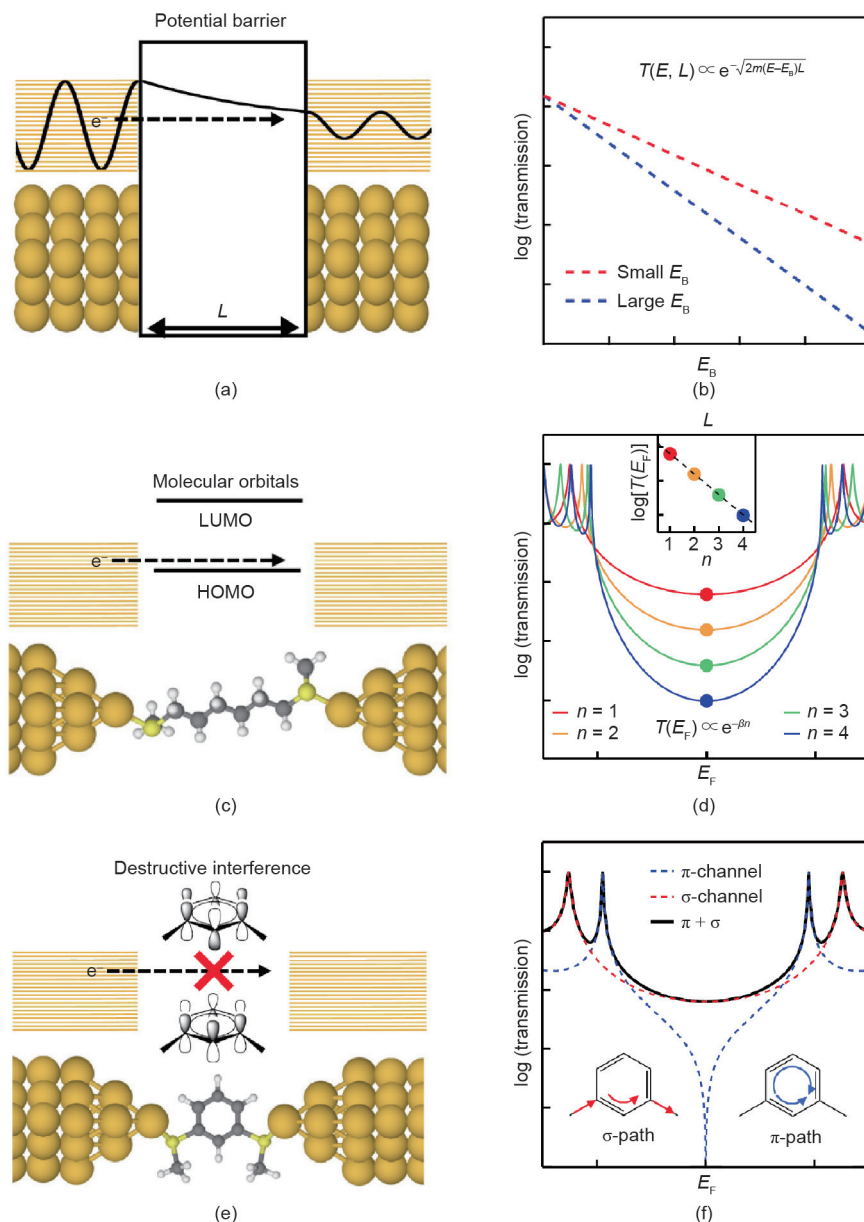 Potential barrier
e⁻
L
(a)
T(E, L) ∝ e^{-√2m(E–E_B)L}
log (transmission)
Small E_B
Large E_B
E_B
(b)
L
Molecular orbitals
LUMO
e⁻
HOMO
(c)
log[T(E_F)]
1 2 3 4
n
log (transmission)
n = 1
n = 2
T(E_F) ∝ e^{-βn}
n = 3
n = 4
E_F
(d)
Destructive interference
e⁻
(e)
π-channel
σ-channel
π + σ
log (transmission)
σ-path
π-path
E_F
(f)